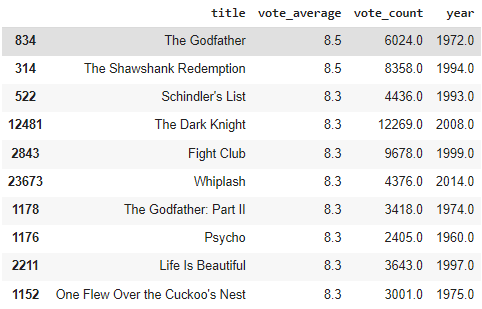 title vote_average vote_count year
834 The Godfather 8.5 6024.0 1972.0
314 The Shawshank Redemption 8.5 8358.0 1994.0
522 Schindler's List 8.3 4436.0 1993.0
12481 The Dark Knight 8.3 12269.0 2008.0
2843 Fight Club 8.3 9678.0 1999.0
23673 Whiplash 8.3 4376.0 2014.0
1178 The Godfather: Part II 8.3 3418.0 1974.0
1176 Psycho 8.3 2405.0 1960.0
2211 Life Is Beautiful 8.3 3643.0 1997.0
1152 One Flew Over the Cuckoo's Nest 8.3 3001.0 1975.0